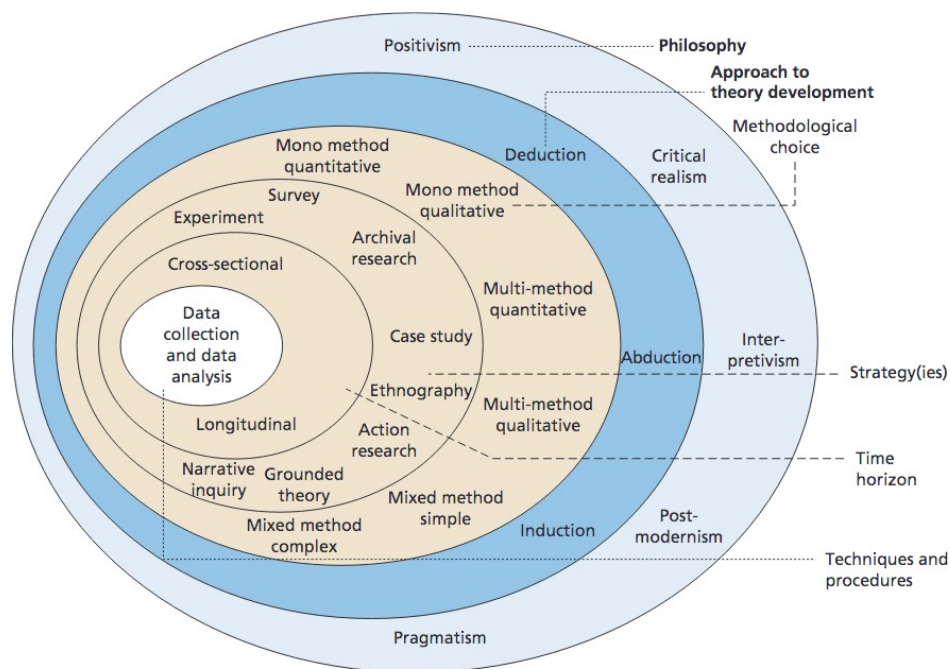 Positivism
Philosophy
Approach to
theory development
Methodological
choice
Mono method
quantitative
Deduction
Critical
realism
Survey
Mono method
qualitative
Experiment
Archival
research
Cross-sectional
Multi-method
quantitative
Data
collection
and data
analysis
Case study
Abduction
Inter-
pretivism
Strategy(ies)
Ethnography
Multi-method
qualitative
Longitudinal
Action
research
Time
horizon
Narrative
inquiry
Grounded
theory
Mixed method
simple
Mixed method
complex
Induction
Post-
modernism
Techniques and
procedures
Pragmatism